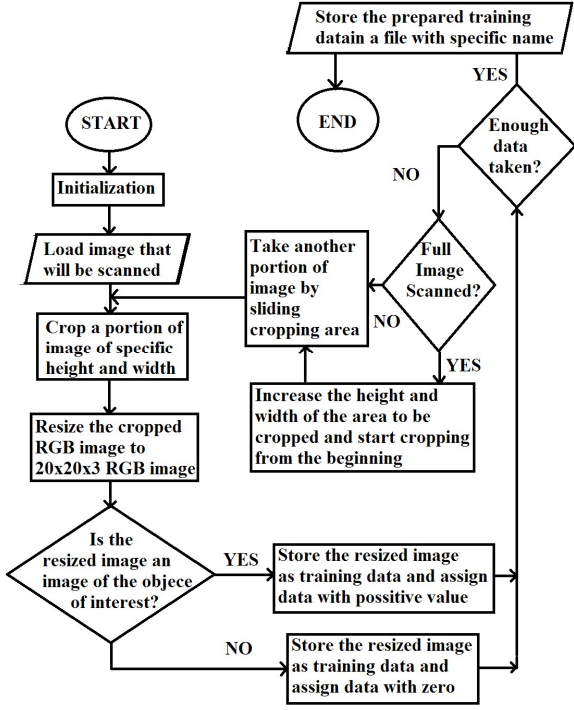 Store the prepared training
datain a file with specific name
YES
START
END
Enough
data
taken?
NO
Initialization
Load image that
will be scanned
Take another
portion of
image by
sliding
cropping area
Full
Image
Scanned?
NO
YES
Crop a portion of
image of specific
height and width
Increase the height and
width of the area to be
cropped and start cropping
from the beginning
Resize the cropped
RGB image to
20x20x3 RGB image
Is the
resized image an
image of the objece
of interest?
YES
Store the resized image
as training data and assign
data with possitive value
NO
Store the resized image
as training data and
assign data with zero